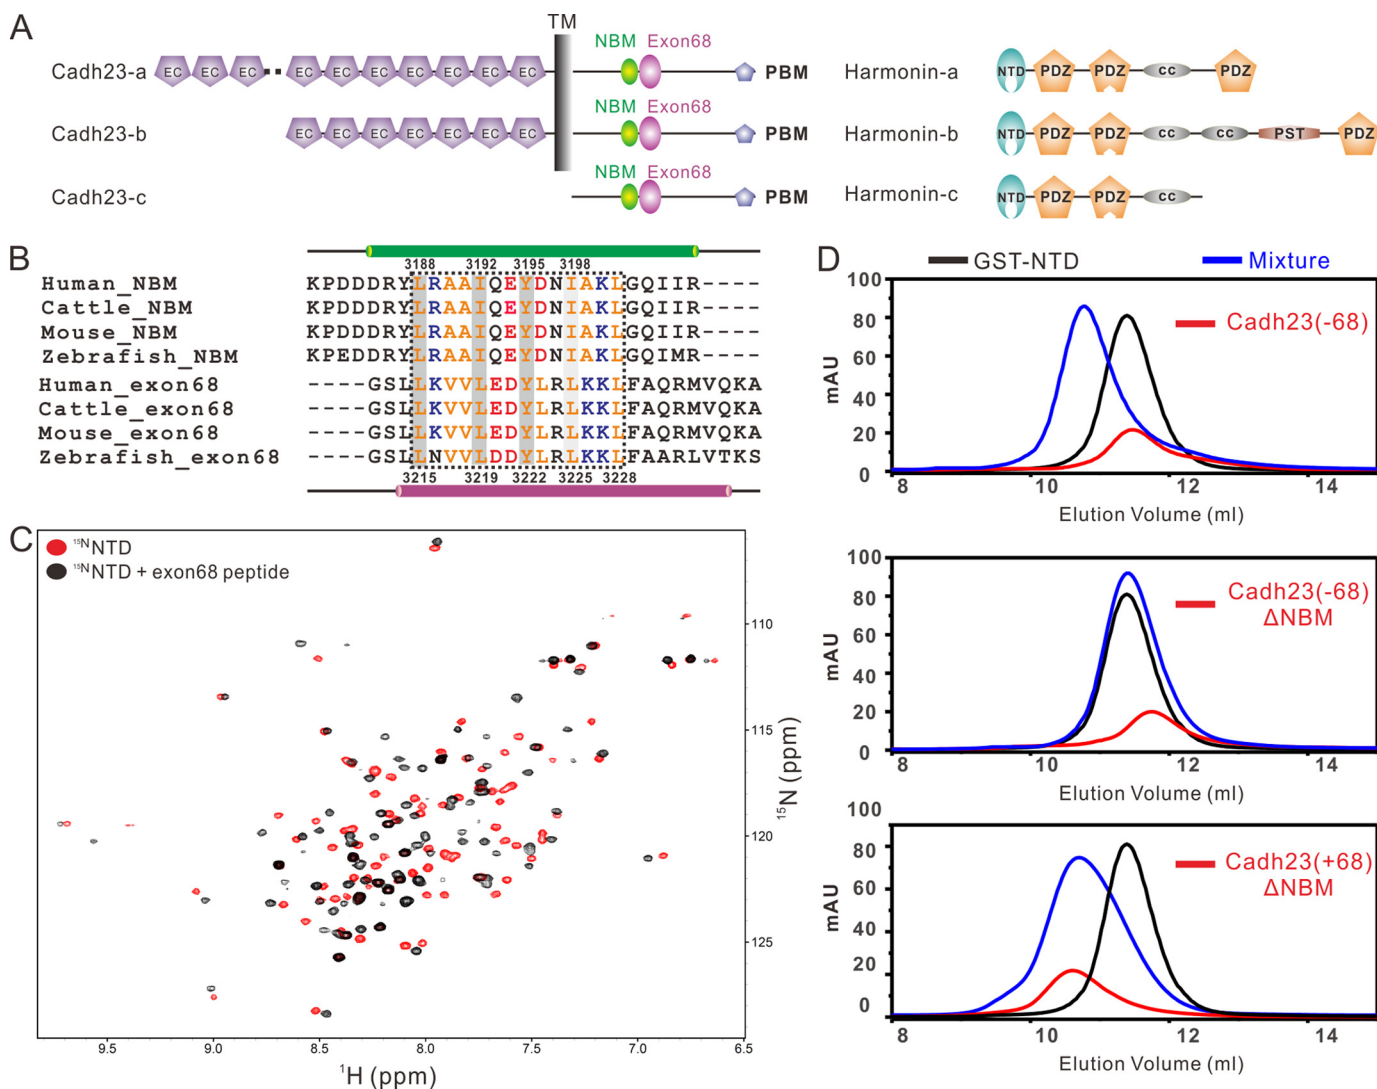 A
TM
NBM Exon68
Cadh23-a EC EC EC EC EC EC EC EC EC EC PBM
Harmonin-a NTD PDZ PDZ CC PDZ
NBM Exon68
Cadh23-b EC EC EC EC EC EC EC PBM
Harmonin-b NTD PDZ PDZ CC CC PST PDZ
NBM Exon68
Cadh23-c PBM
Harmonin-c NTD PDZ PDZ CC
B
3188 3192 3195 3198
Human_NBM KPDDDRYLRAAIQEYDNIAKLGQIIR----
Cattle_NBM KPDDDRYLRAAIQEYDNIAKLGQIIR----
Mouse_NBM KPDDDRYLRAAIQEYDNIAKLGQIIR----
Zebrafish_NBM KPEDDRYLRAAIQEYDNIAKLGQIMR----
Human_exon68 ----GSLLKVVLEDYLRLKKLFAQRMVQKA
Cattle_exon68 ----GSLLKVVLEDYLRLKKLFAQRMVQKA
Mouse_exon68 ----GSLLKVVLEDYLRLKKLFAQRMVQKA
Zebrafish_exon68 ----GSLLNVVLDDYLRLKKLFAARLVTKS
3215 3219 3222 3225 3228
C
¹⁵NNTD
¹⁵NNTD + exon68 peptide
110
115
120
125
¹⁵N (ppm)
9.5 9.0 8.5 8.0 7.5 7.0 6.5
¹H (ppm)
D
GST-NTD Mixture
Cadh23(-68)
100
80
60
40
20
0
mAU
8 10 12 14
Elution Volume (ml)
Cadh23(-68)
ΔNBM
100
80
60
40
20
0
mAU
8 10 12 14
Elution Volume (ml)
Cadh23(+68)
ΔNBM
80
60
40
20
0
mAU
8 10 12 14
Elution Volume (ml)